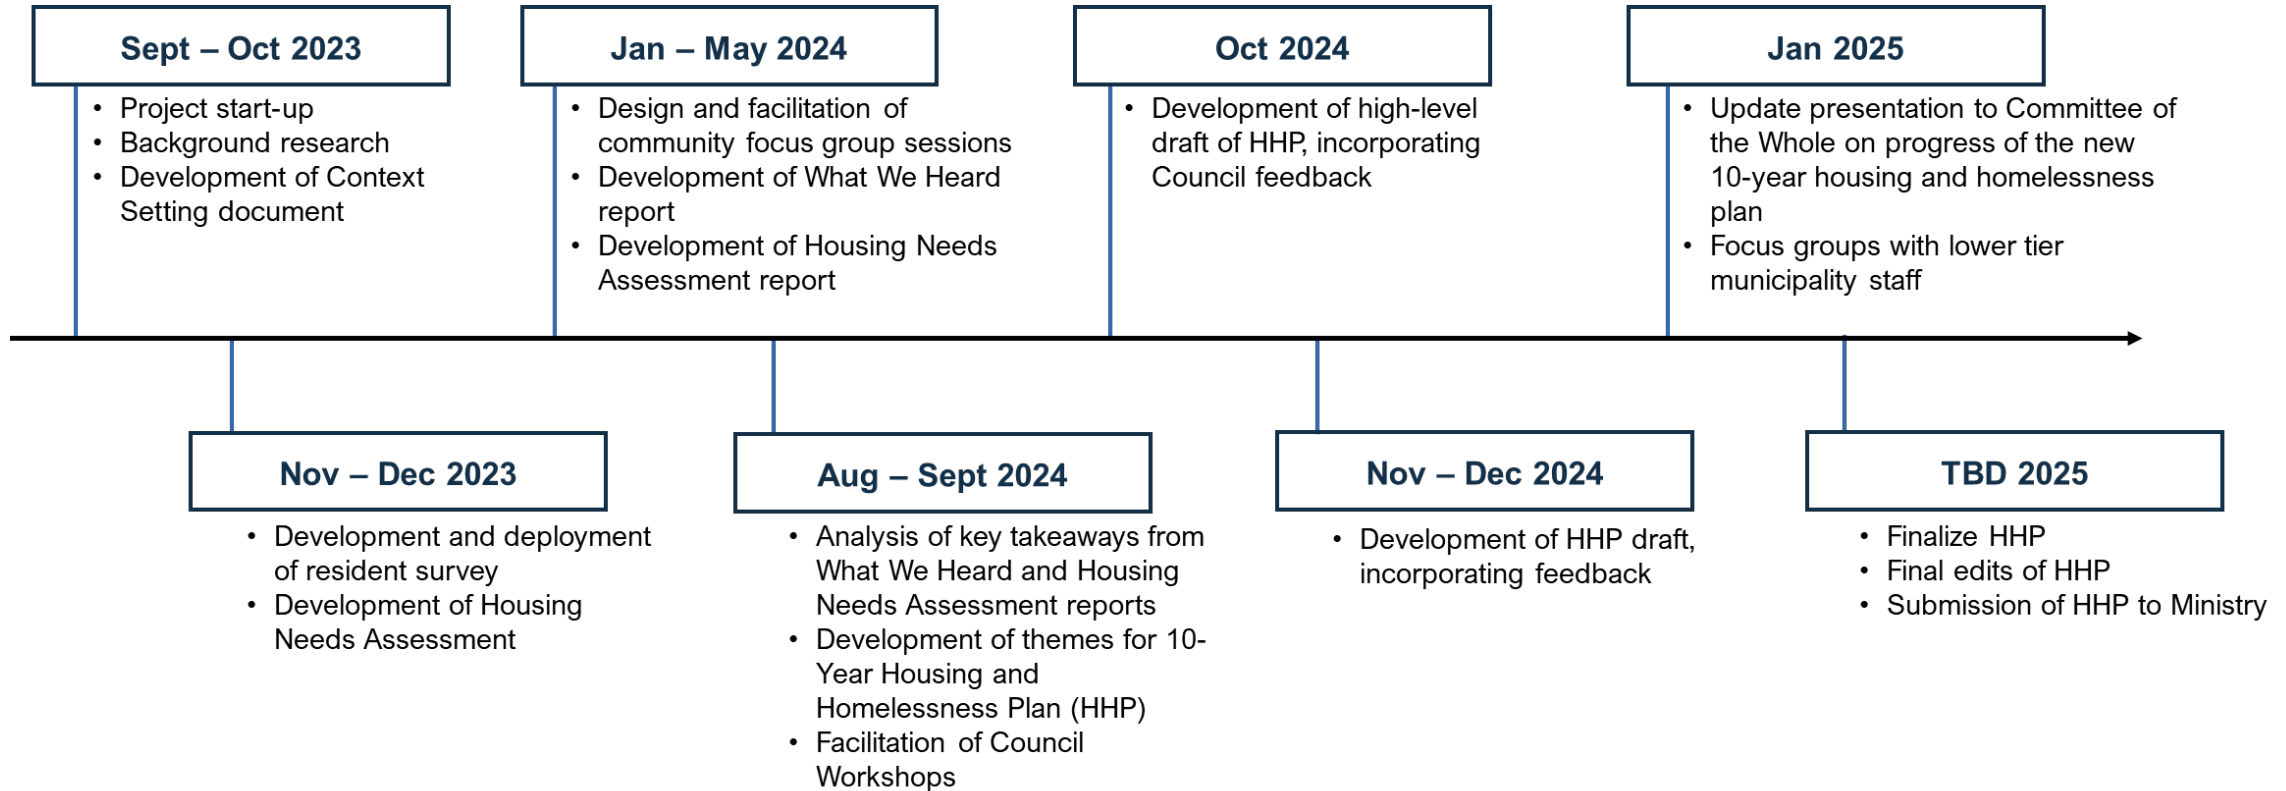 Sept – Oct 2023
• Project start-up
• Background research
• Development of Context
Setting document
Nov – Dec 2023
• Development and deployment
of resident survey
• Development of Housing
Needs Assessment
Jan – May 2024
• Design and facilitation of
community focus group sessions
• Development of What We Heard
report
• Development of Housing Needs
Assessment report
Aug – Sept 2024
• Analysis of key takeaways from
What We Heard and Housing
Needs Assessment reports
• Development of themes for 10-
Year Housing and
Homelessness Plan (HHP)
• Facilitation of Council
Workshops
Oct 2024
• Development of high-level
draft of HHP, incorporating
Council feedback
Nov – Dec 2024
• Development of HHP draft,
incorporating feedback
Jan 2025
• Update presentation to Committee of
the Whole on progress of the new
10-year housing and homelessness
plan
• Focus groups with lower tier
municipality staff
TBD 2025
• Finalize HHP
• Final edits of HHP
• Submission of HHP to Ministry